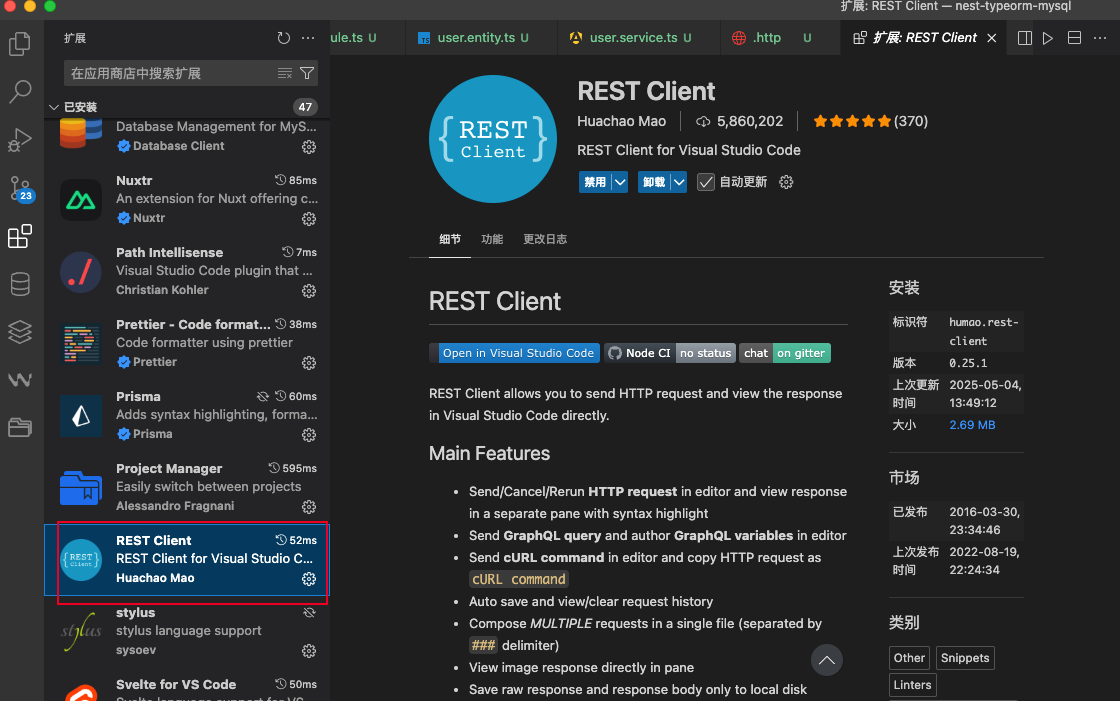 扩展: REST Client — nest-typeorm-mysql
扩展
ule.ts U
user.entity.ts U
user.service.ts U
.http U
扩展: REST Client
在应用商店中搜索扩展
已安装 47
Database Management for MyS...
Database Client
Nuxtr 85ms
An extension for Nuxt offering c...
Nuxtr
Path Intellisense 7ms
Visual Studio Code plugin that ...
Christian Kohler
Prettier - Code format... 38ms
Code formatter using prettier
Prettier
Prisma 60ms
Adds syntax highlighting, forma...
Prisma
Project Manager 595ms
Easily switch between projects
Alessandro Fragnani
REST Client 52ms
REST Client for Visual Studio C...
Huachao Mao
stylus
stylus language support
sysoev
Svelte for VS Code 50ms
Svelte language support for VS
23
{REST}
Client
REST Client
Huachao Mao 5,860,202 (370)
REST Client for Visual Studio Code
禁用 卸载 自动更新
细节 功能 更改日志
REST Client
Open in Visual Studio Code Node CI no status chat on gitter
REST Client allows you to send HTTP request and view the response
in Visual Studio Code directly.
Main Features
• Send/Cancel/Rerun HTTP request in editor and view response
in a separate pane with syntax highlight
• Send GraphQL query and author GraphQL variables in editor
• Send cURL command in editor and copy HTTP request as
cURL command
• Auto save and view/clear request history
• Compose MULTIPLE requests in a single file (separated by
### delimiter)
• View image response directly in pane
• Save raw response and response body only to local disk
安装
标识符 humao.rest-
client
版本 0.25.1
上次更新 2025-05-04,
时间 13:49:12
大小 2.69 MB
市场
已发布 2016-03-30,
23:34:46
上次发布 2022-08-19,
时间 22:24:34
类别
Other Snippets
Linters